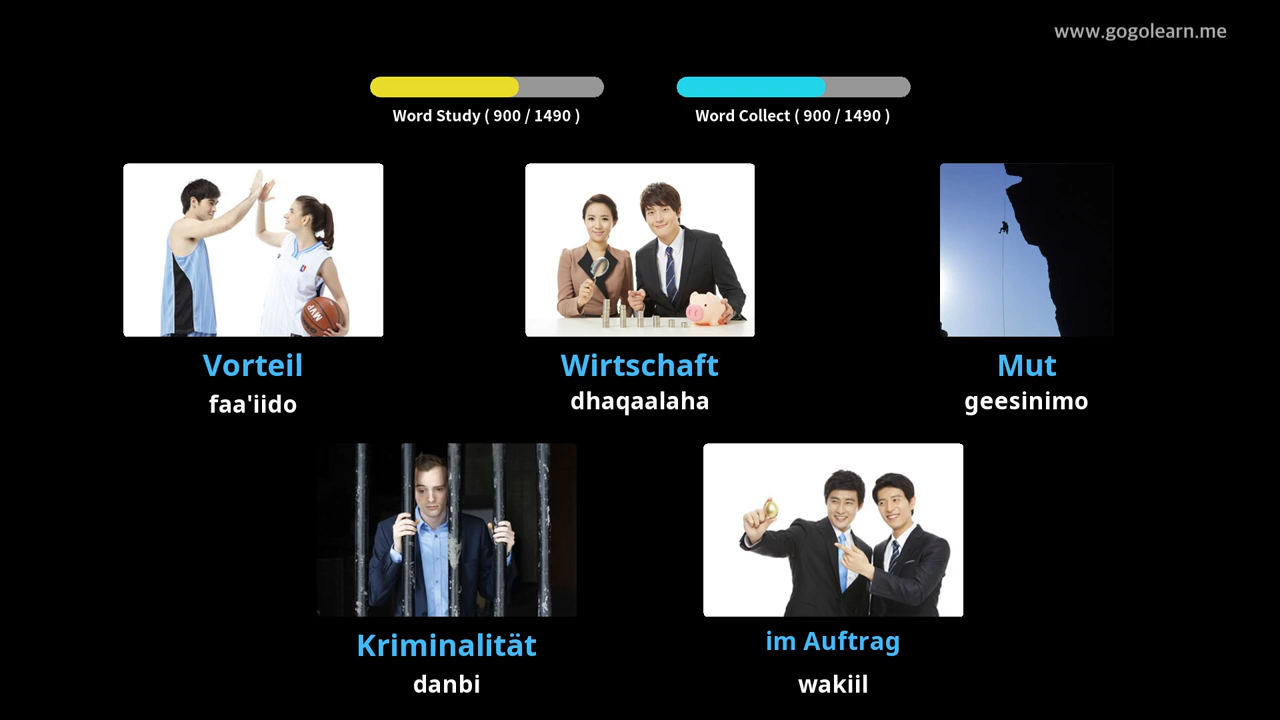 www.gogolearn.me
Word Study ( 900 / 1490 )
Word Collect ( 900 / 1490 )
Vorteil
faa'iido
Wirtschaft
dhaqaalaha
Mut
geesinimo
Kriminalität
danbi
im Auftrag
wakiil